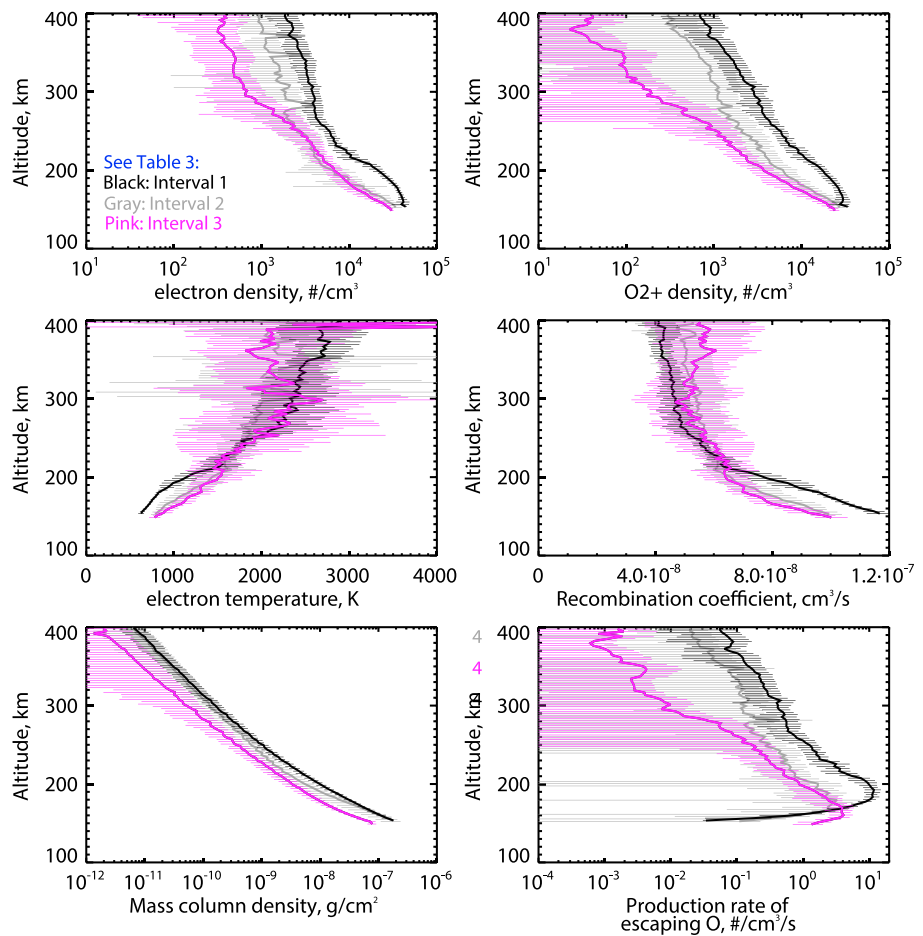 400
Altitude, km
300
200
100
See Table 3:
Black: Interval 1
Gray: Interval 2
Pink: Interval 3
10¹ 10² 10³ 10⁴ 10⁵
electron density, #/cm³
400
Altitude, km
300
200
100
10¹ 10² 10³ 10⁴ 10⁵
O2+ density, #/cm³
400
Altitude, km
300
200
100
0 1000 2000 3000 4000
electron temperature, K
400
Altitude, km
300
200
100
0 4.0·10⁻⁸ 8.0·10⁻⁸ 1.2·10⁻⁷
Recombination coefficient, cm³/s
400
Altitude, km
300
200
100
10⁻¹² 10⁻¹¹ 10⁻¹⁰ 10⁻⁹ 10⁻⁸ 10⁻⁷ 10⁻⁶
Mass column density, g/cm²
4
4
400
Altitude, km
300
200
100
10⁻⁴ 10⁻³ 10⁻² 10⁻¹ 10⁰ 10¹
Production rate of
escaping O, #/cm³/s